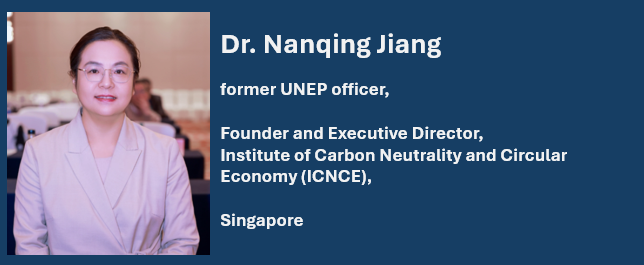 Dr. Nanqing Jiang
former UNEP officer,
Founder and Executive Director,
Institute of Carbon Neutrality and Circular
Economy (ICNCE),
Singapore